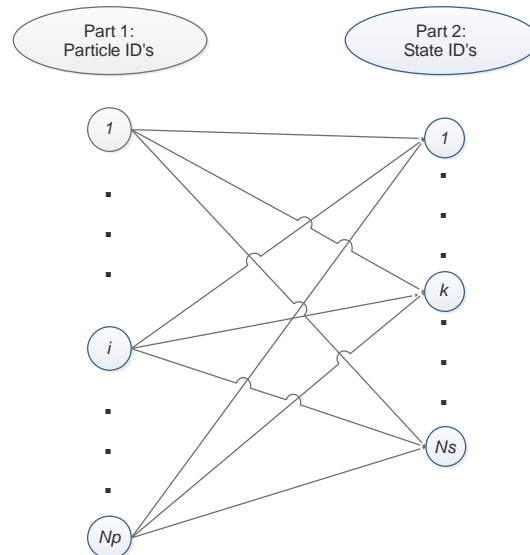 Part 1:
Particle ID's
Part 2:
State ID's
1
1
k
i
Ns
Np